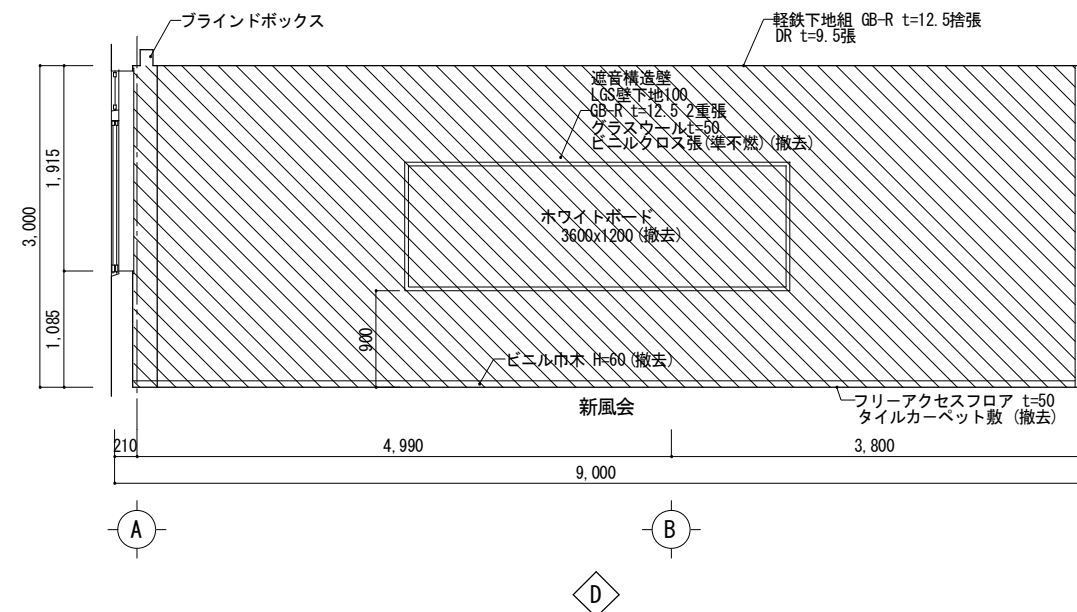 ブラインドボックス
軽鉄下地組 GB-R t=12.5捨張
DR t=9.5張
遮音構造壁
LGS壁下地100
GB-R t=12.5 2重張
グラスウールt=50
ビニルクロス張(準不燃)(撤去)
1,915
3,000
ホワイトボード
3600x1200(撤去)
1,085
900
ビニル巾木 H=60(撤去)
新風会
フリーアクセスフロア t=50
タイルカーペット敷 (撤去)
210
4,990
3,800
9,000
A
B
D